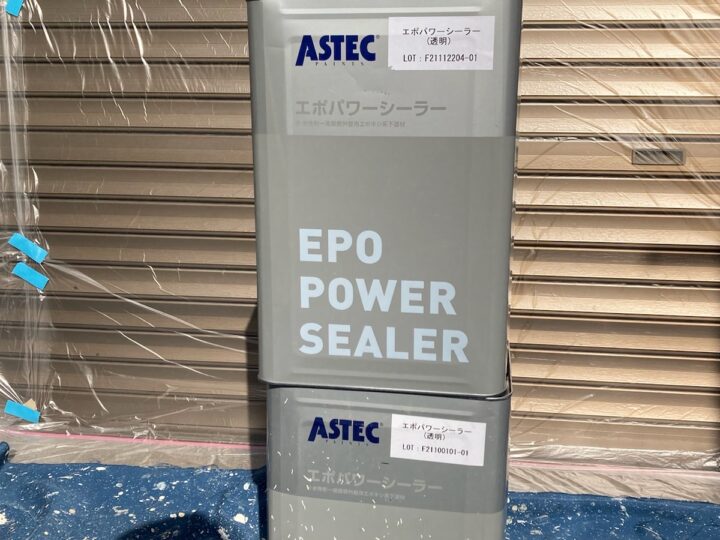 ASTEC
PAINTS
エポパワーシーラー
(透明)
LOT : F21112204-01
エポパワーシーラー
EPO
POWER
SEALER
ASTEC
PAINTS
エポパワーシーラー
(透明)
LOT : F21100101-01
エポパワーシーラー